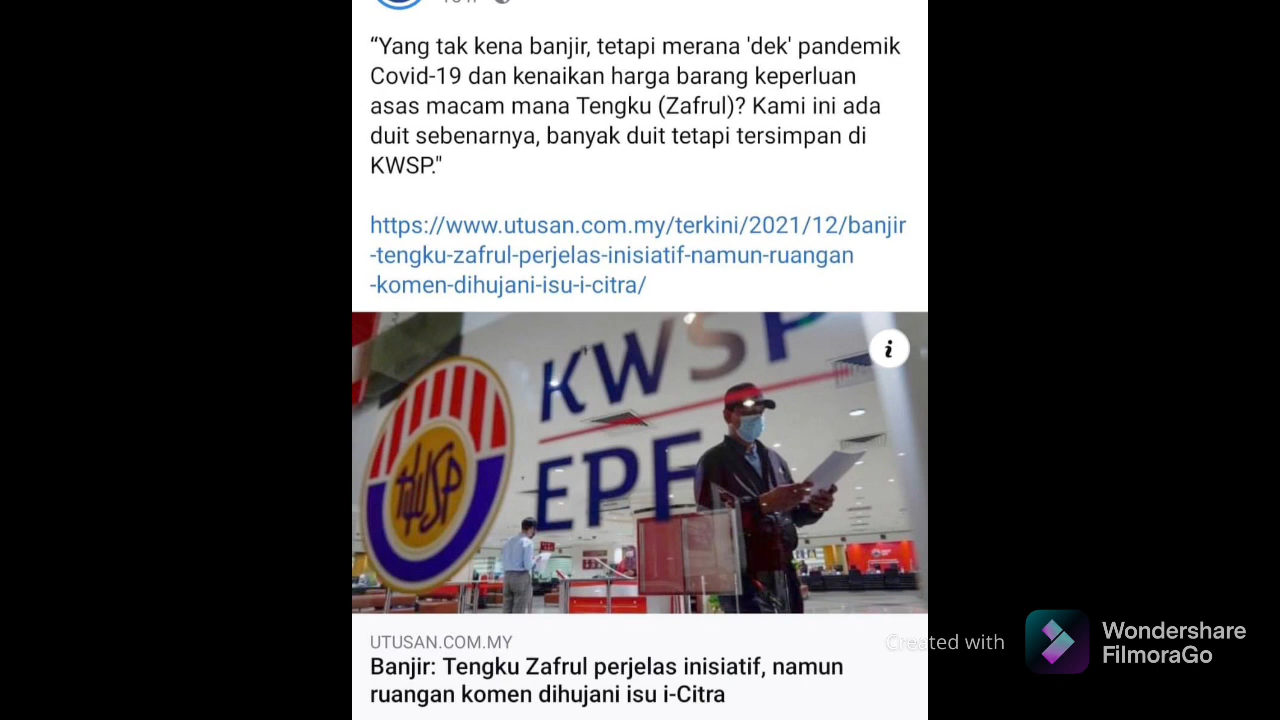 “Yang tak kena banjir, tetapi merana 'dek' pandemik
Covid-19 dan kenaikan harga barang keperluan
asas macam mana Tengku (Zafrul)? Kami ini ada
duit sebenarnya, banyak duit tetapi tersimpan di
KWSP."
https://www.utusan.com.my/terkini/2021/12/banjir
-tengku-zafrul-perjelas-inisiatif-namun-ruangan
-komen-dihujani-isu-i-citra/
i
KWSP
EPF
KWSP
UTUSAN.COM.MY
Banjir: Tengku Zafrul perjelas inisiatif, namun
ruangan komen dihujani isu i-Citra
Created with
Wondershare
FilmoraGo